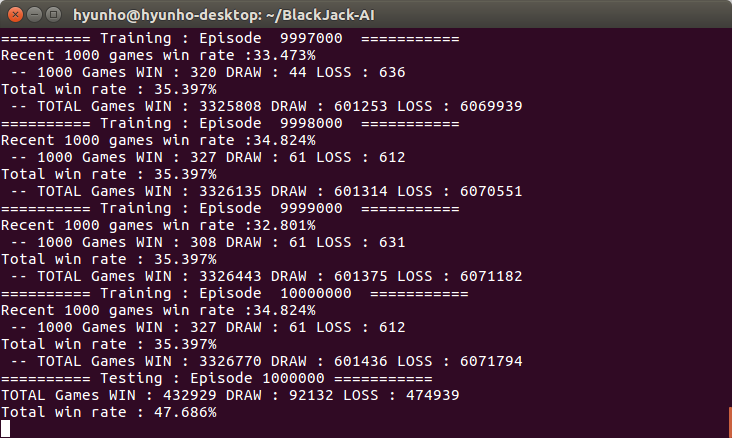 hyunho@hyunho-desktop: ~/BlackJack-AI
========== Training : Episode  9997000  ===========
Recent 1000 games win rate :33.473%
 -- 1000 Games WIN : 320 DRAW : 44 LOSS : 636
Total win rate : 35.397%
 -- TOTAL Games WIN : 3325808 DRAW : 601253 LOSS : 6069939
========== Training : Episode  9998000  ===========
Recent 1000 games win rate :34.824%
 -- 1000 Games WIN : 327 DRAW : 61 LOSS : 612
Total win rate : 35.397%
 -- TOTAL Games WIN : 3326135 DRAW : 601314 LOSS : 6070551
========== Training : Episode  9999000  ===========
Recent 1000 games win rate :32.801%
 -- 1000 Games WIN : 308 DRAW : 61 LOSS : 631
Total win rate : 35.397%
 -- TOTAL Games WIN : 3326443 DRAW : 601375 LOSS : 6071182
========== Training : Episode  10000000  ===========
Recent 1000 games win rate :34.824%
 -- 1000 Games WIN : 327 DRAW : 61 LOSS : 612
Total win rate : 35.397%
 -- TOTAL Games WIN : 3326770 DRAW : 601436 LOSS : 6071794
========== Testing : Episode 1000000 ===========
TOTAL Games WIN : 432929 DRAW : 92132 LOSS : 474939
Total win rate : 47.686%